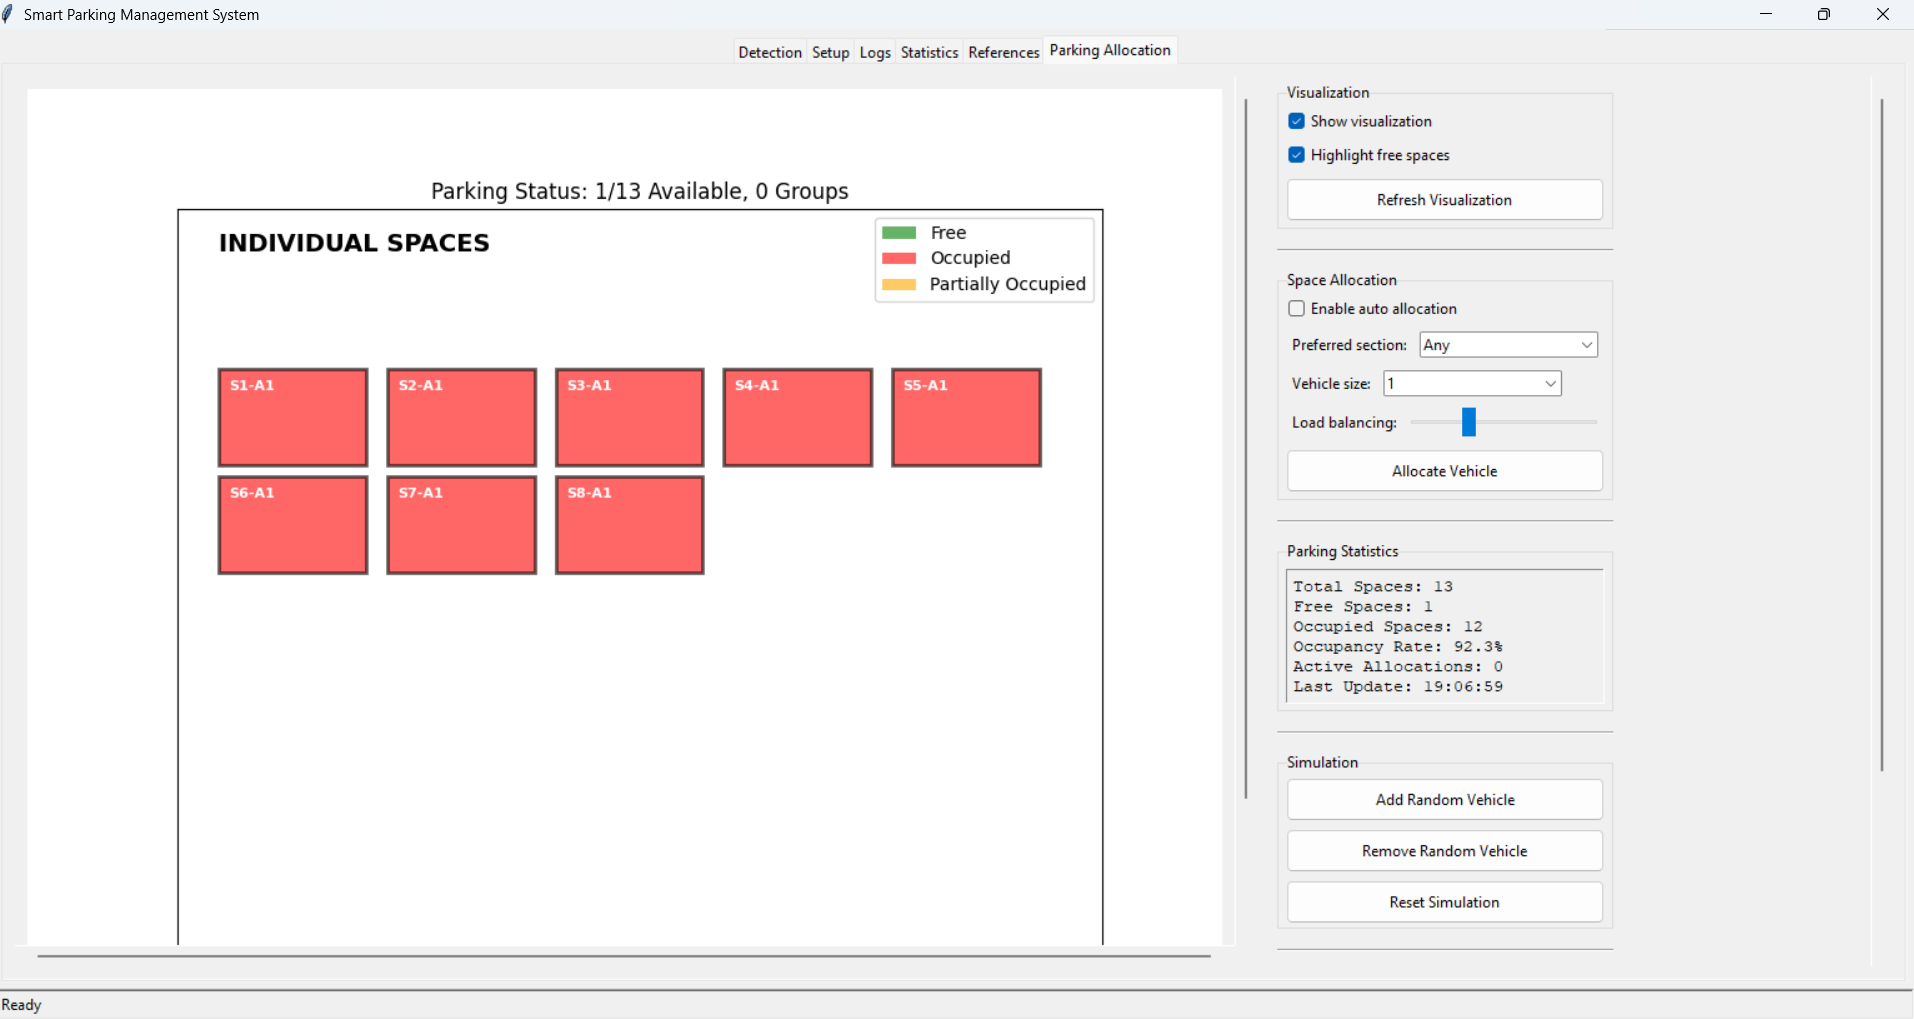 Smart Parking Management System
Detection Setup Logs Statistics References Parking Allocation
Parking Status: 1/13 Available, 0 Groups
INDIVIDUAL SPACES
Free
Occupied
Partially Occupied
S1-A1 S2-A1 S3-A1 S4-A1 S5-A1
S6-A1 S7-A1 S8-A1
Visualization
Show visualization
Highlight free spaces
Refresh Visualization
Space Allocation
Enable auto allocation
Preferred section: Any
Vehicle size: 1
Load balancing:
Allocate Vehicle
Parking Statistics
Total Spaces: 13
Free Spaces: 1
Occupied Spaces: 12
Occupancy Rate: 92.3%
Active Allocations: 0
Last Update: 19:06:59
Simulation
Add Random Vehicle
Remove Random Vehicle
Reset Simulation
Ready